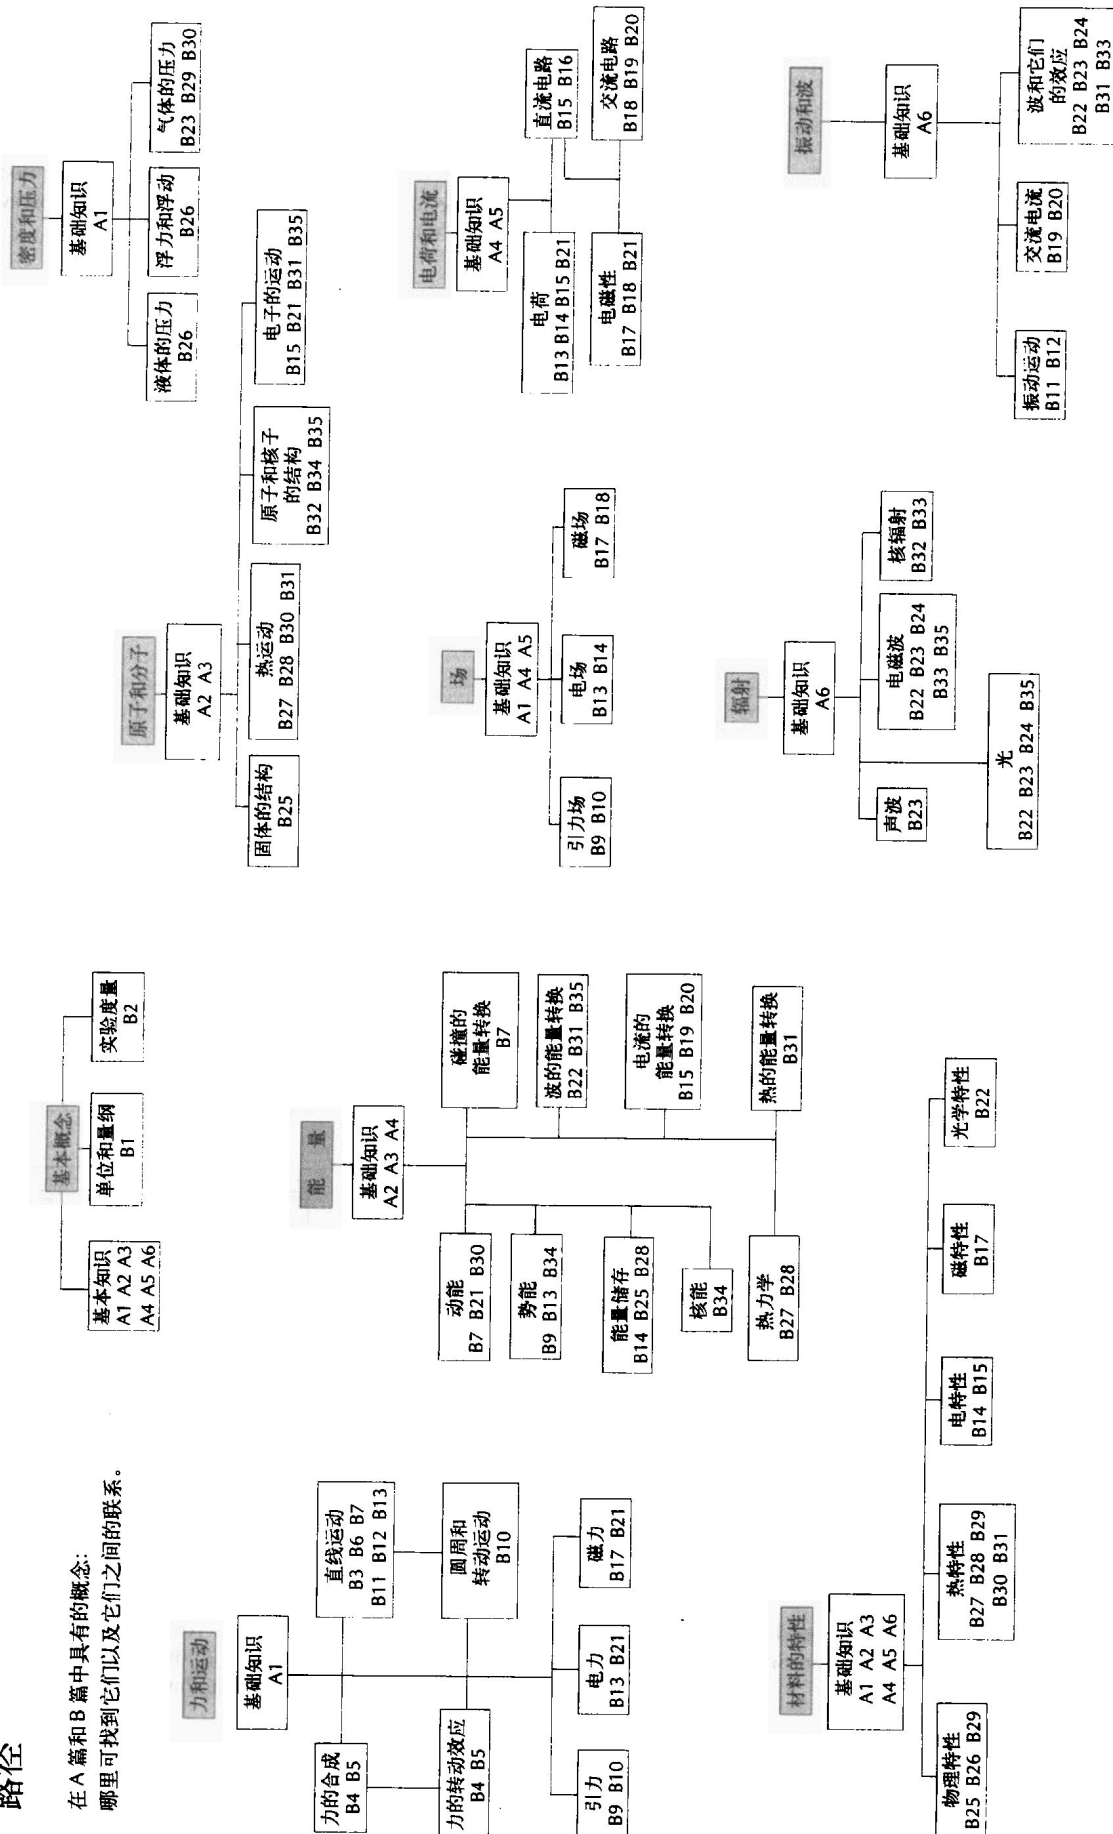 路径
在 A 篇和 B 篇中具有的概念:
哪里可找到它们以及它们之间的联系。
基本概念
基本知识
A1 A2 A3
A4 A5 A6
单位和量纲
B1
实验度量
B2
力和运动
基础知识
A1
力的合成
B4 B5
直线运动
B3 B6 B7
B11 B12 B13
力的转动效应
B4 B5
圆周和
转动运动
B10
引力
B9 B10
电力
B13 B21
磁力
B17 B21
能 量
基础知识
A2 A3 A4
动能
B7 B21 B30
势能
B9 B13 B34
能量储存
B14 B25 B28
核能
B34
热力学
B27 B28
碰撞的
能量转换
B7
波的能量转换
B22 B31 B35
电流的
能量转换
B15 B19 B20
热的能量转换
B31
材料的特性
基础知识
A1 A2 A3
A4 A5 A6
物理特性
B25 B26 B29
热特性
B27 B28 B29
B30 B31
电特性
B14 B15
磁特性
B17
光学特性
B22
密度和压力
基础知识
A1
液体的压力
B26
浮力和浮动
B26
气体的压力
B23 B29 B30
原子和分子
基础知识
A2 A3
固体的结构
B25
热运动
B27 B28 B30 B31
原子和核子
的结构
B32 B34 B35
电子的运动
B15 B21 B31 B35
场
基础知识
A1 A4 A5
引力场
B9 B10
电场
B13 B14
磁场
B17 B18
电荷和电流
基础知识
A4 A5
电荷
B13 B14 B15 B21
直流电路
B15 B16
电磁性
B17 B18 B21
交流电路
B18 B19 B20
辐射
基础知识
A6
声波
B23
光
B22 B23 B24 B35
电磁波
B22 B23 B24
B33 B35
核辐射
B32 B33
振动和波
基础知识
A6
振动运动
B11 B12
交流电流
B19 B20
波和它们
的效应
B22 B23 B24
B31 B33